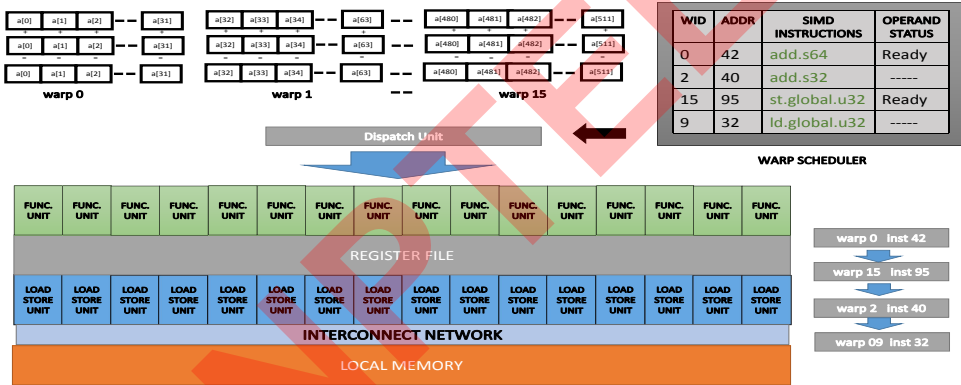 a[0] a[1] a[2] a[31] a[32] a[33] a[34] a[63] a[480] a[481] a[482] a[511]
+ + + + + + + + + + + +
a[0] a[1] a[2] a[31] a[32] a[33] a[34] a[63] a[480] a[481] a[482] a[511]
= = = = = = = = = = = =
a[0] a[1] a[2] a[31] a[32] a[33] a[34] a[63] a[480] a[481] a[482] a[511]
warp 0 warp 1 warp 15
WID ADDR SIMD INSTRUCTIONS OPERAND STATUS
0 42 add.s64 Ready
2 40 add.s32 -----
15 95 st.global.u32 Ready
9 32 ld.global.u32 -----
WARP SCHEDULER
Dispatch Unit
FUNC. FUNC. FUNC. FUNC. FUNC. FUNC. FUNC. FUNC. FUNC. FUNC. FUNC. FUNC. FUNC. FUNC. FUNC. FUNC.
UNIT UNIT UNIT UNIT UNIT UNIT UNIT UNIT UNIT UNIT UNIT UNIT UNIT UNIT UNIT UNIT
REGISTER FILE
LOAD LOAD LOAD LOAD LOAD LOAD LOAD LOAD LOAD LOAD LOAD LOAD LOAD LOAD LOAD LOAD
STORE STORE STORE STORE STORE STORE STORE STORE STORE STORE STORE STORE STORE STORE STORE STORE
UNIT UNIT UNIT UNIT UNIT UNIT UNIT UNIT UNIT UNIT UNIT UNIT UNIT UNIT UNIT UNIT
INTERCONNECT NETWORK
LOCAL MEMORY
warp 0 Inst 42
warp 15 Inst 95
warp 2 Inst 40
warp 09 Inst 32
NPTEL